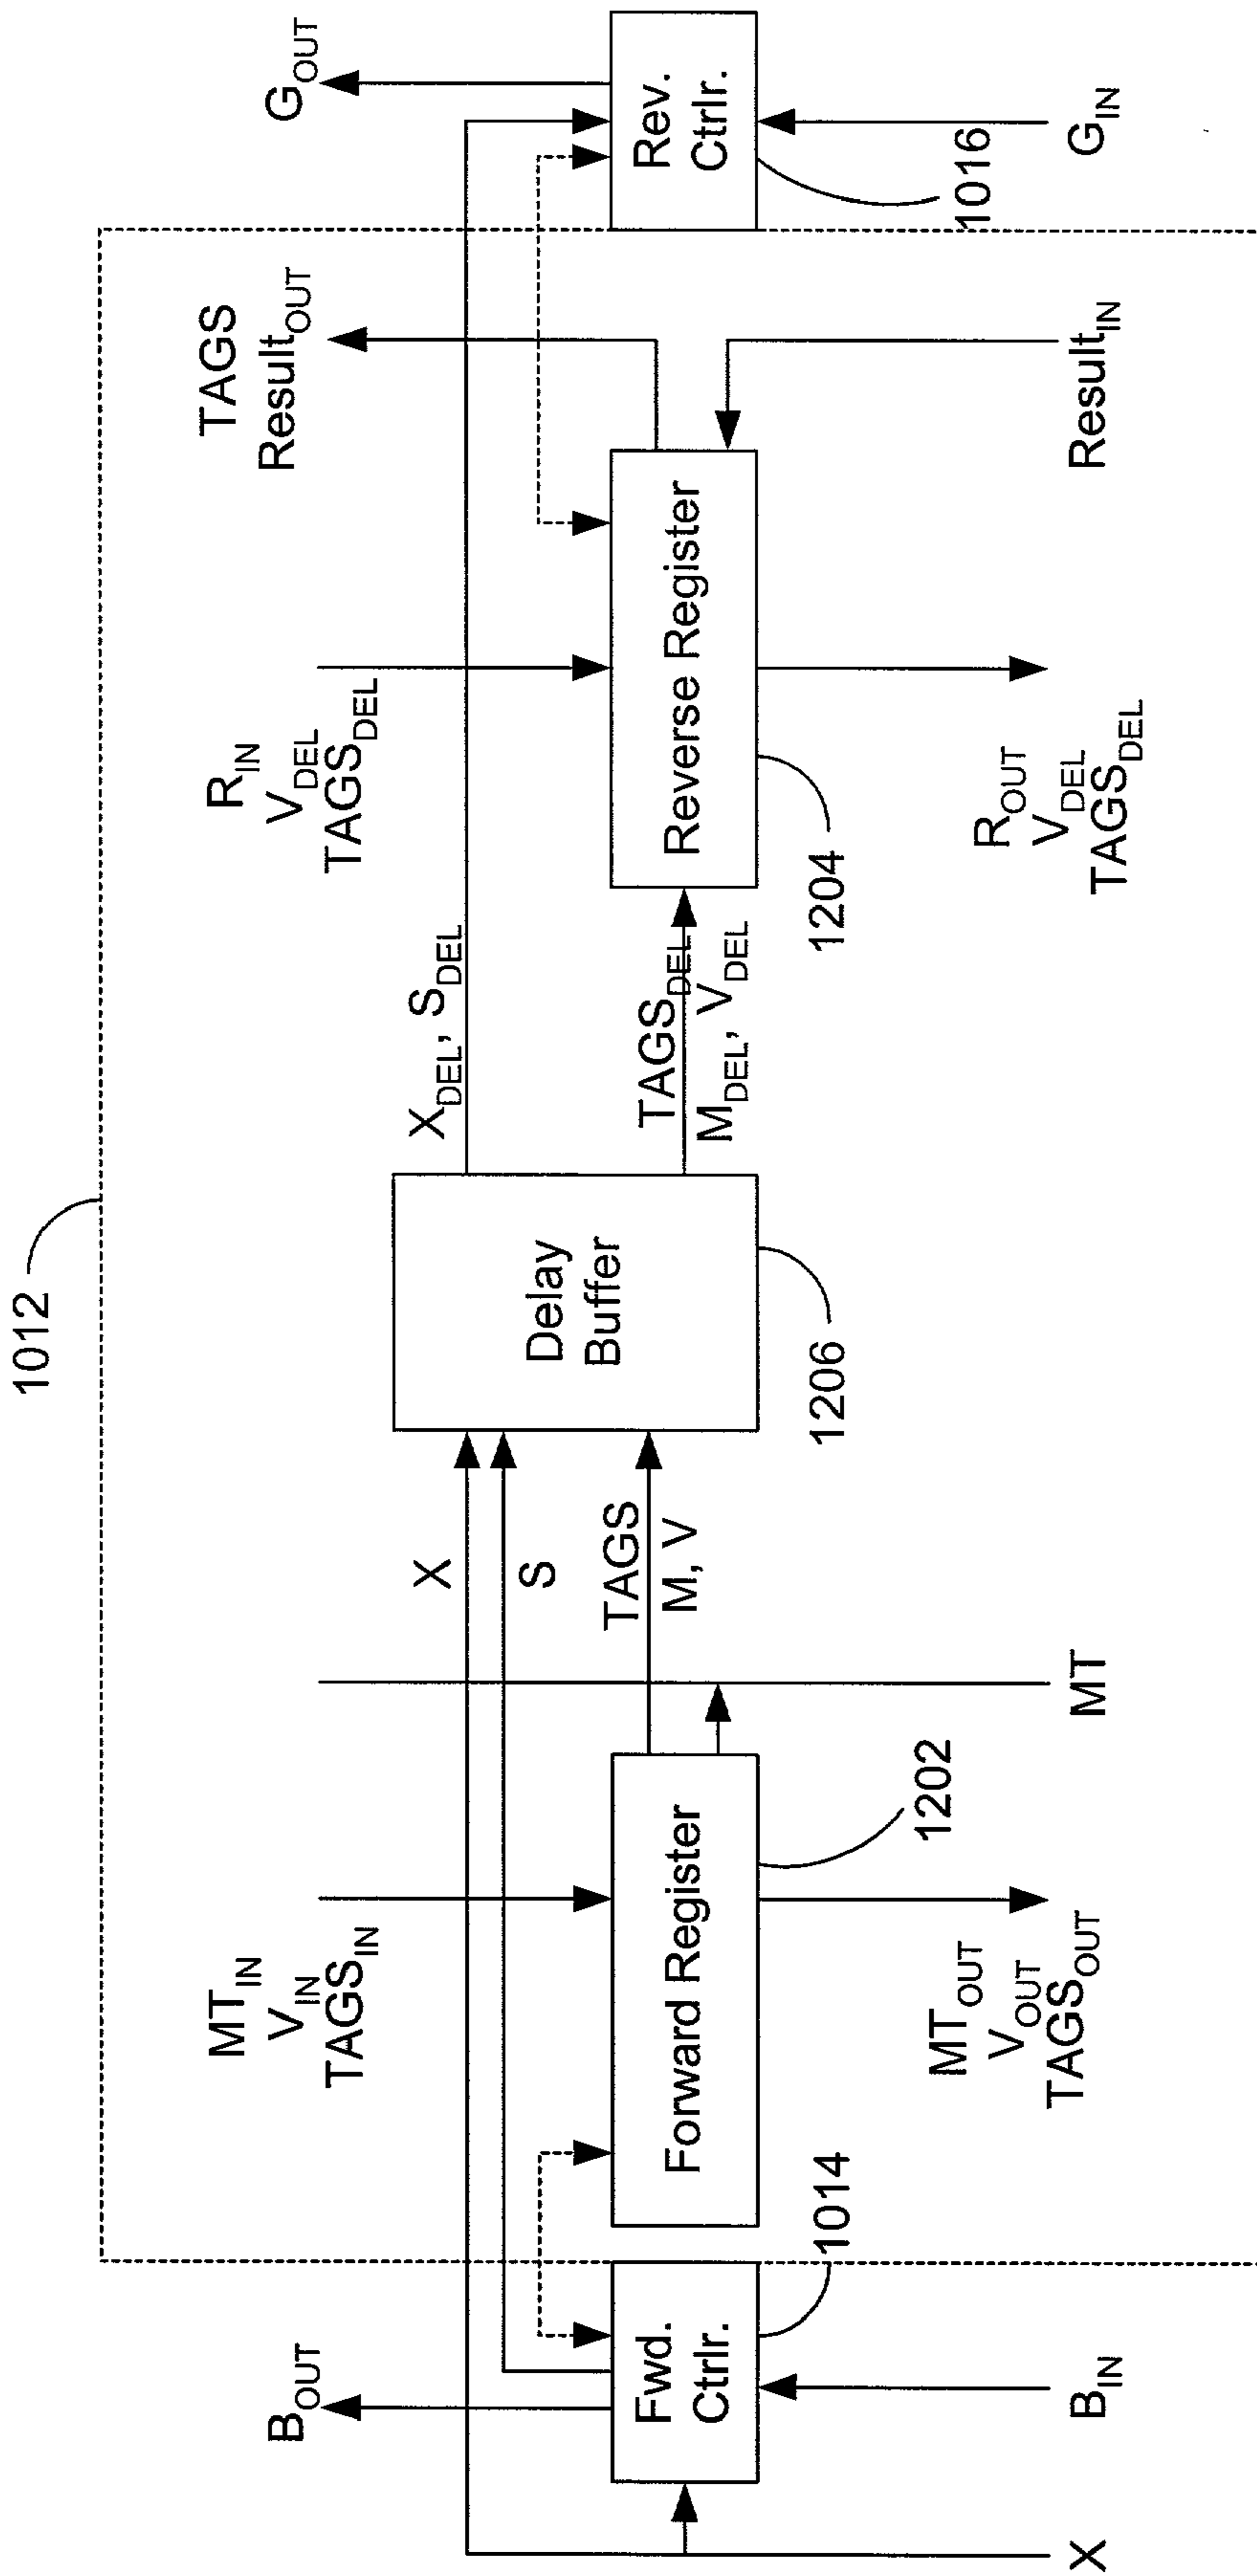 1012
B_OUT
MT_IN
V_IN
TAGS_IN
R_IN
V_DEL
TAGS_DEL
TAGS
Result_OUT
G_OUT
X
S
TAGS
M, V
X_DEL, S_DEL
TAGS_DEL
M_DEL, V_DEL
Fwd.
Ctrlr.
Forward Register
Delay
Buffer
Reverse Register
Rev.
Ctrlr.
1014
1202
1206
1204
1016
X
B_IN
MT_OUT
V_OUT
TAGS_OUT
MT
R_OUT
V_DEL
TAGS_DEL
Result_IN
G_IN